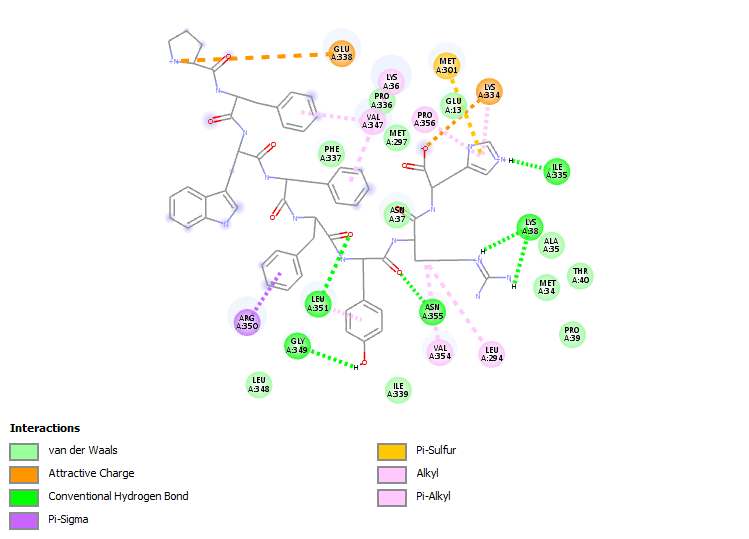 GLU
A:338
LYS
A:36
MET
A:301
PRO
A:336
GLU
A:13
LYS
A:334
VAL
A:347
PRO
A:356
MET
A:297
PHE
A:337
ILE
A:335
ASN
A:37
LYS
A:38
ALA
A:35
THR
A:40
MET
A:34
PRO
A:39
LEU
A:351
ASN
A:355
ARG
A:350
GLY
A:349
VAL
A:354
LEU
A:294
LEU
A:348
ILE
A:339
Interactions
van der Waals
Attractive Charge
Conventional Hydrogen Bond
Pi-Sigma
Pi-Sulfur
Alkyl
Pi-Alkyl